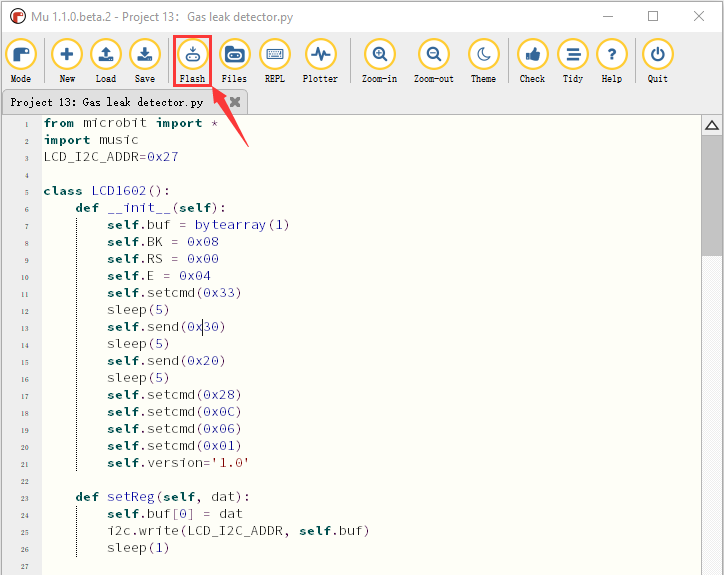 Mu 1.1.0.beta.2 - Project 13：Gas leak detector.py
Mode New Load Save Flash Files REPL Plotter Zoom-in Zoom-out Theme Check Tidy Help Quit
Project 13: Gas leak detector.py
1 from microbit import *
2 import music
3 LCD_I2C_ADDR=0x27
4
5 class LCD1602():
6 def __init__(self):
7 self.buf = bytearray(1)
8 self.BK = 0x08
9 self.RS = 0x00
10 self.E = 0x04
11 self.setcmd(0x33)
12 sleep(5)
13 self.send(0x30)
14 sleep(5)
15 self.send(0x20)
16 sleep(5)
17 self.setcmd(0x28)
18 self.setcmd(0x0C)
19 self.setcmd(0x06)
20 self.setcmd(0x01)
21 self.version='1.0'
22
23 def setReg(self, dat):
24 self.buf[0] = dat
25 i2c.write(LCD_I2C_ADDR, self.buf)
26 sleep(1)
27